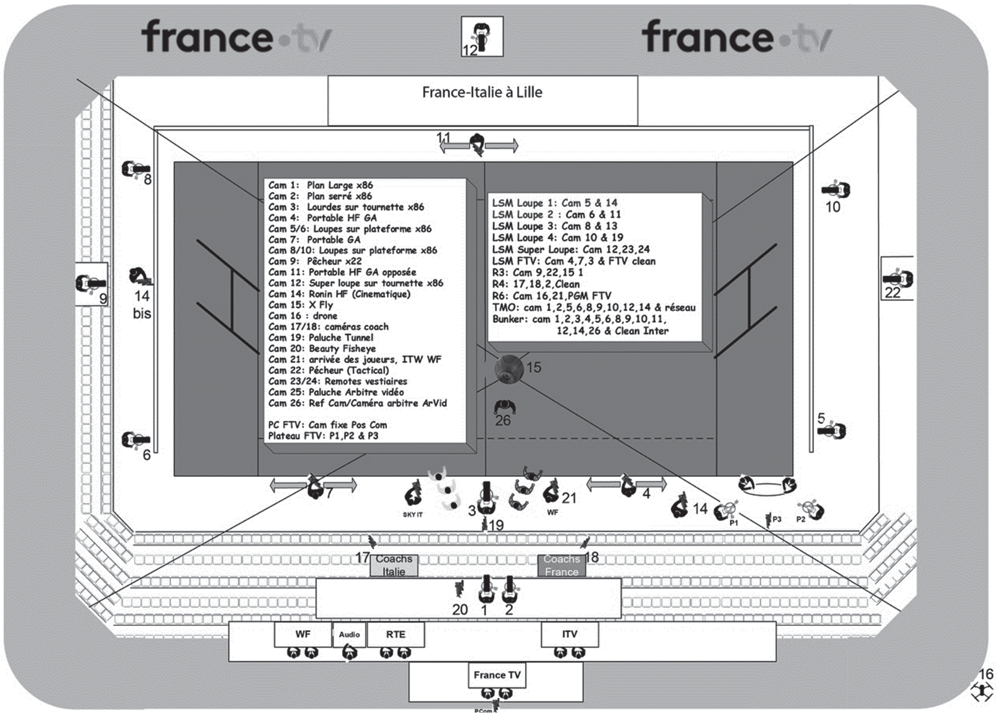 france•tv
france•tv
12
France-Italie à Lille
11
8
10
Cam 1: Plan Large x86
Cam 2: Plan serré x86
Cam 3: Lourdes sur tournette x86
Cam 4: Portable HF GA
Cam 5/6: Loupes sur plateforme x86
Cam 7: Portable GA
Cam 8/10: Loupes sur plateforme x86
Cam 9: Pêcheur x22
Cam 11: Portable HF GA opposée
Cam 12: Super loupe sur tournette x86
Cam 14: Ronin HF (Cinematique)
Cam 15: X Fly
Cam 16 : drone
Cam 17/18: caméras coach
Cam 19: Paluche Tunnel
Cam 20: Beauty Fisheye
Cam 21: arrivée des joueurs, ITW WF
Cam 22: Pécheur (Tactical)
Cam 23/24: Remotes vestiaires
Cam 25: Paluche Arbitre vidéo
Cam 26: Ref Cam/Caméra arbitre ArVid
PC FTV: Cam fixe Pos Com
Plateau FTV: P1,P2 & P3
LSM Loupe 1: Cam 5 & 14
LSM Loupe 2 : Cam 6 & 11
LSM Loupe 3: Cam 8 & 13
LSM Loupe 4: Cam 10 & 19
LSM Super Loupe: Cam 12,23,24
LSM FTV: Cam 4,7,3 & FTV clean
R3: Cam 9,22,15 1
R4: 17,18,2,Clean
R6: Cam 16,21,PGM FTV
TMO: cam 1,2,5,6,8,9,10,12,14 & réseau
Bunker: cam 1,2,3,4,5,6,8,9,10,11,
12,14,26 & Clean Inter
9
14
bis
22
15
26
5
6
7
4
SKY IT
3
21
WF
14
P1
P3
P2
19
17
Coachs
Italie
Coachs
France
18
20
1
2
WF
Audio
RTE
ITV
France TV
PCom
16